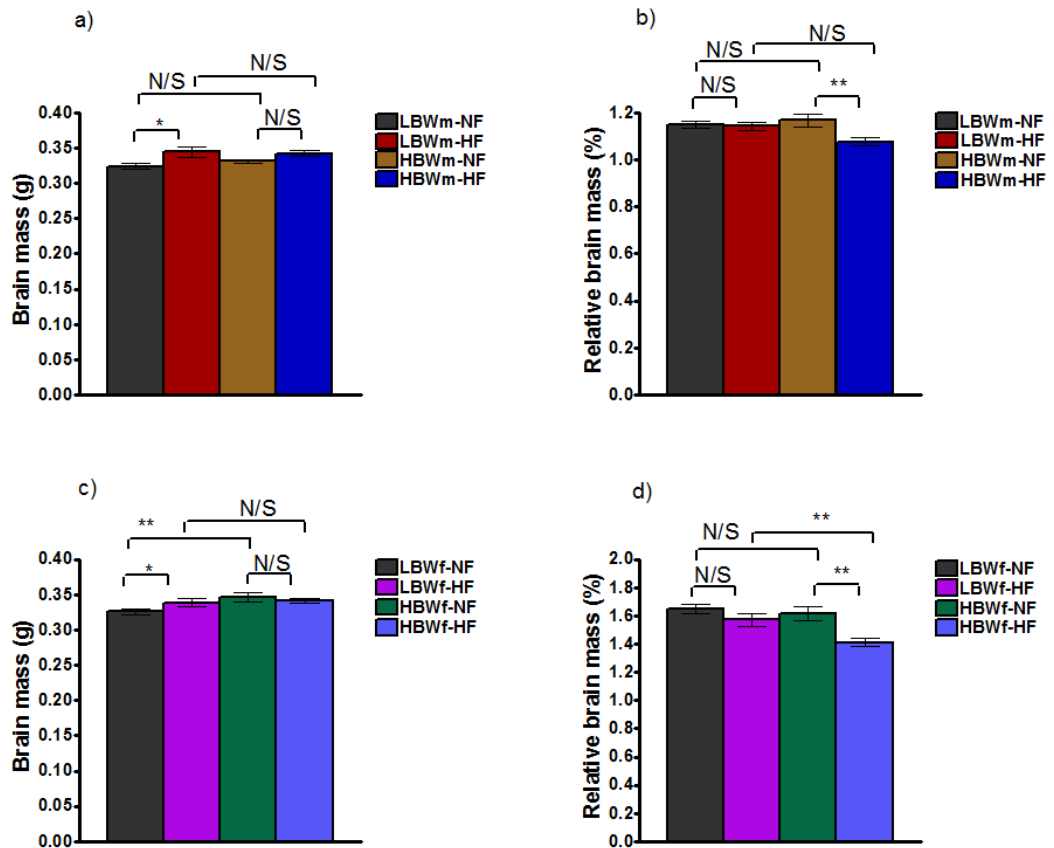 a)
N/S
N/S
*
N/S
Brain mass (g)
0.40
0.35
0.30
0.25
0.20
0.15
0.10
0.05
0.00
LBWm-NF
LBWm-HF
HBWm-NF
HBWm-HF
b)
N/S
N/S
N/S
**
Relative brain mass (%)
1.2
1.0
0.8
0.6
0.4
0.2
0.0
LBWm-NF
LBWm-HF
HBWm-NF
HBWm-HF
c)
N/S
**
*
N/S
Brain mass (g)
0.40
0.35
0.30
0.25
0.20
0.15
0.10
0.05
0.00
LBWf-NF
LBWf-HF
HBWf-NF
HBWf-HF
d)
**
N/S
N/S
**
Relative brain mass (%)
2.0
1.8
1.6
1.4
1.2
1.0
0.8
0.6
0.4
0.2
0.0
LBWf-NF
LBWf-HF
HBWf-NF
HBWf-HF